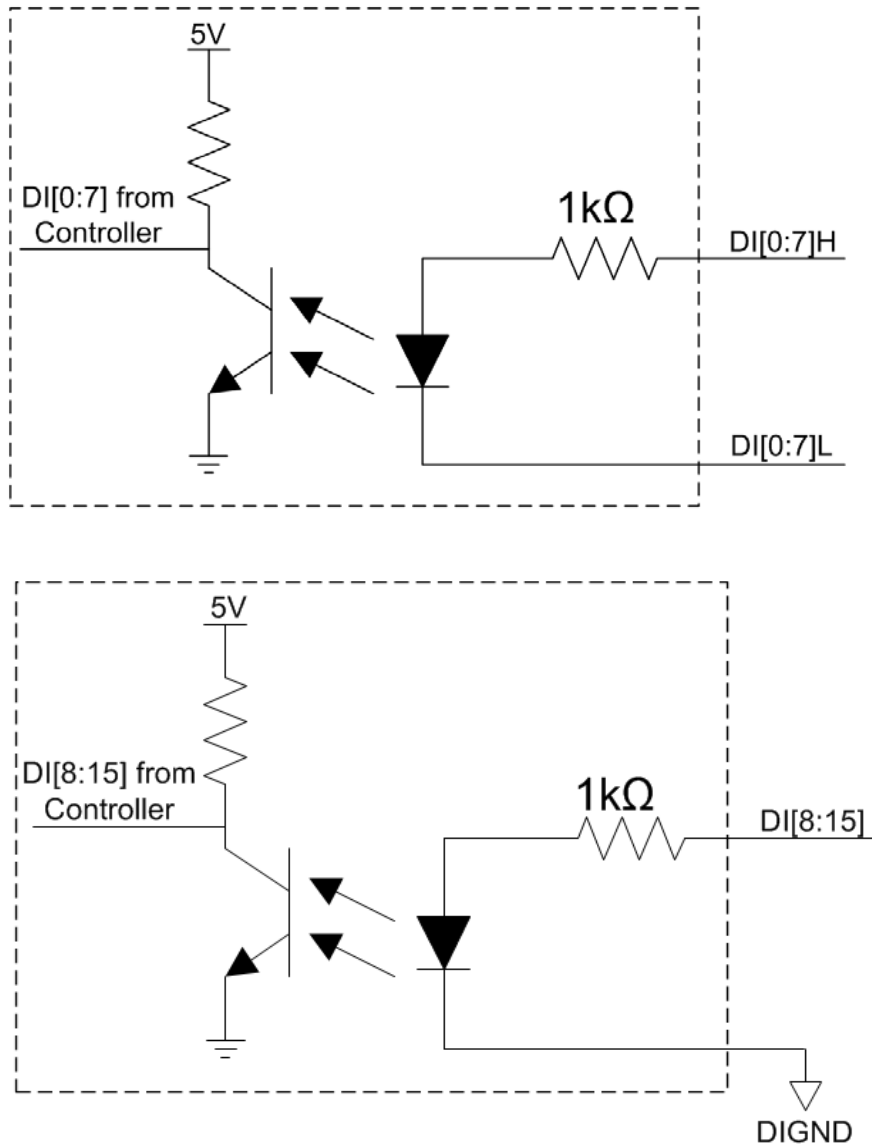 5V
DI[0:7] from
Controller
1kΩ
DI[0:7]H
DI[0:7]L
5V
DI[8:15] from
Controller
1kΩ
DI[8:15]
DIGND